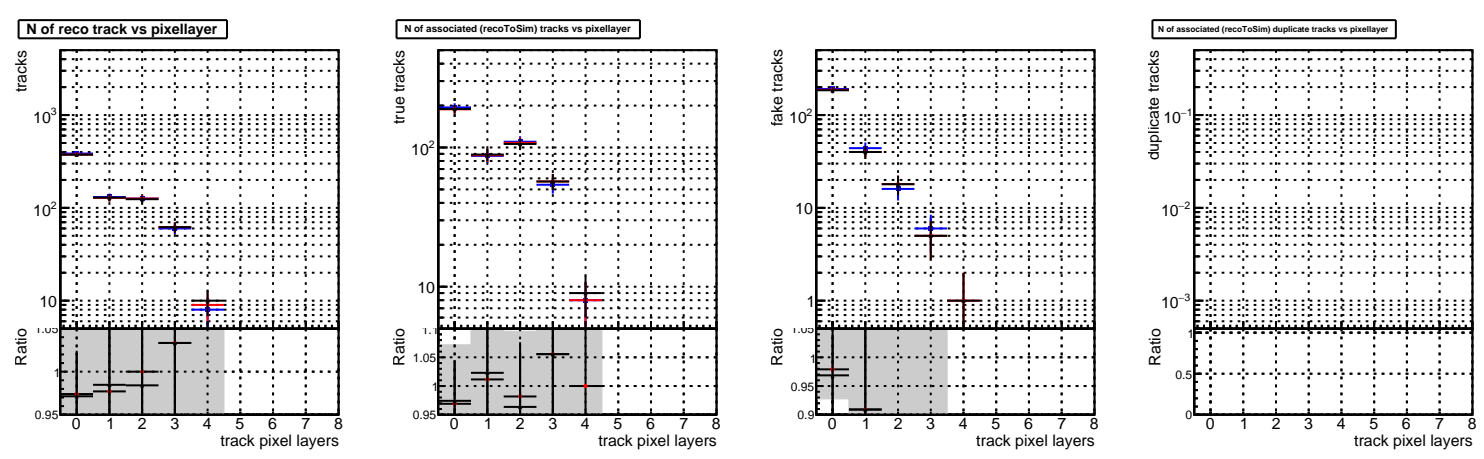 N of reco track vs pixellayer
tracks
10³
10²
10
Ratio
1.05
1
0.95
0 1 2 3 4 5 6 7 8
track pixel layers
N of associated (recoToSim) tracks vs pixellayer
true tracks
10²
10
Ratio
1.1
1.05
1
0.95
0 1 2 3 4 5 6 7 8
track pixel layers
fake tracks
10²
10
1
Ratio
1.05
1
0.95
0.9
0 1 2 3 4 5 6 7 8
track pixel layers
N of associated (recoToSim) duplicate tracks vs pixellayer
duplicate tracks
10⁻¹
10⁻²
10⁻³
Ratio
1
0.5
0
0 1 2 3 4 5 6 7 8
track pixel layers